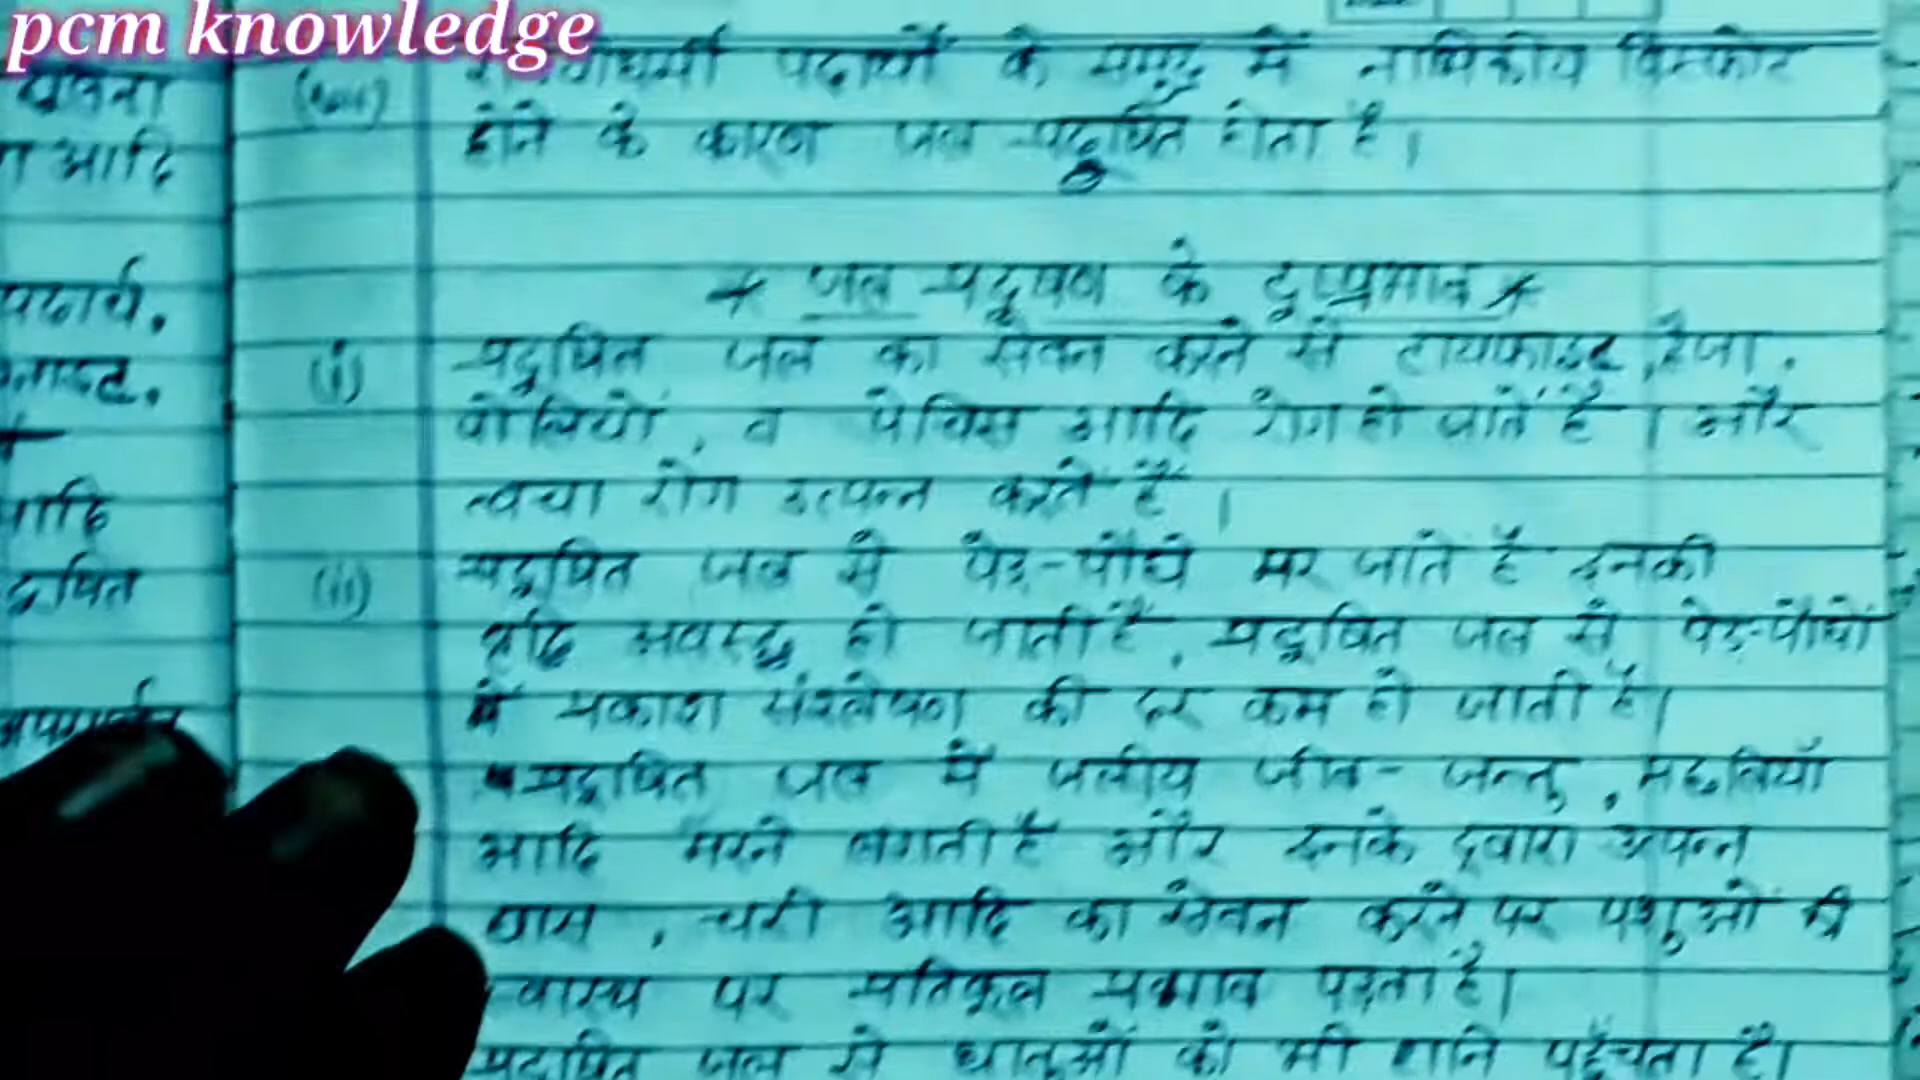 pcm knowledge
पदार्थो के समुद्र में नाभिकीय विस्फोट
होने के कारण जल प्रदूषित होता है।
आदि
* जल प्रदूषण के दुष्प्रभाव *
पदार्थ,
(i) प्रदूषित जल का सेवन करने से टायफाइड, हैजा,
पोलियों, व पेचिस आदि रोग हो जातें है। और
त्वचा रोग उत्पन्न करतें हैं।
(ii) प्रदूषित जल से पेड़-पौधे मर जांते है इनकी
अवरुद्ध हो जाती है, प्रदूषित जल से पेड़-पौधों
में प्रकाश संश्लेषण की दर कम हो जाती है।
प्रदूषित जल में जलीय जीव-जन्तु, मछलियाँ
आदि मरने लगती है और इनके द्वारा उत्पन्न
घास, चरी आदि का सेवन करने पर पशुओं
पर प्रतिकूल प्रभाव पड़ता है।
प्रदूषित जल से धातुओं को भी हानि पहुँचता है।